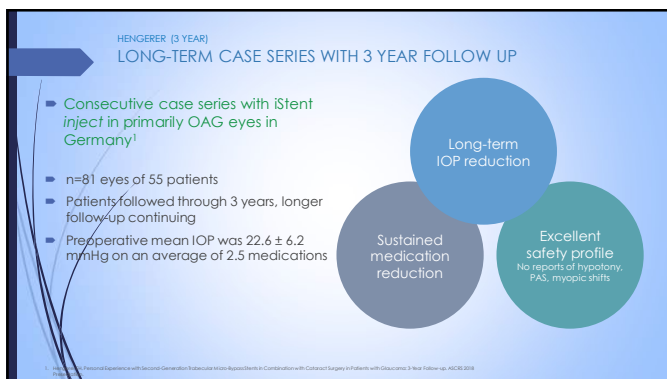 HENGERER (3 YEAR)
LONG-TERM CASE SERIES WITH 3 YEAR FOLLOW UP
Consecutive case series with iStent
inject in primarily OAG eyes in
Germany¹
n=81 eyes of 55 patients
Patients followed through 3 years, longer
follow-up continuing
Preoperative mean IOP was 22.6 ± 6.2
mmHg on an average of 2.5 medications
Long-term
IOP reduction
Sustained
medication
reduction
Excellent
safety profile
No reports of hypotony,
PAS, myopic shifts
1. Personal Experience with Second-Generation Trabecular Micro-Bypass Stents in Combination with Cataract Surgery in Patients with Glaucoma: 3-Year Follow-up, ASCRS 2018